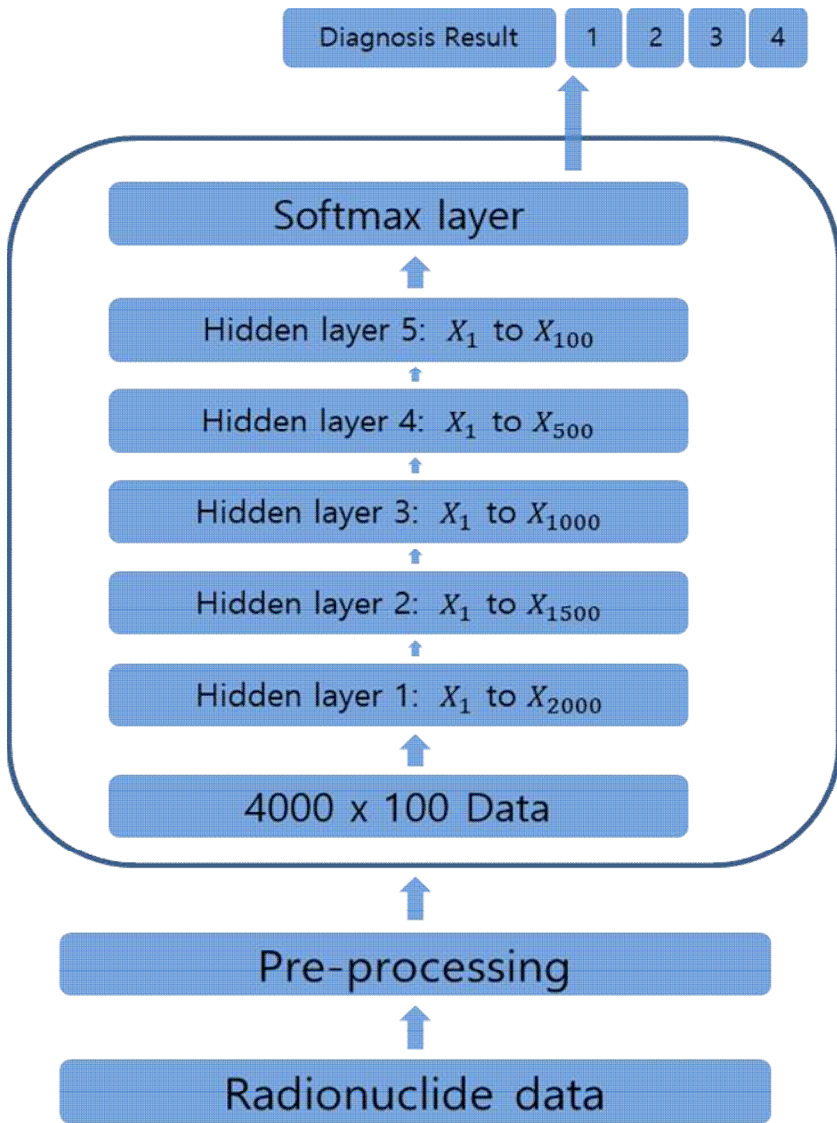 Diagnosis Result 1 2 3 4
Softmax layer
Hidden layer 5: X₁ to X₁₀₀
Hidden layer 4: X₁ to X₅₀₀
Hidden layer 3: X₁ to X₁₀₀₀
Hidden layer 2: X₁ to X₁₅₀₀
Hidden layer 1: X₁ to X₂₀₀₀
4000 x 100 Data
Pre-processing
Radionuclide data